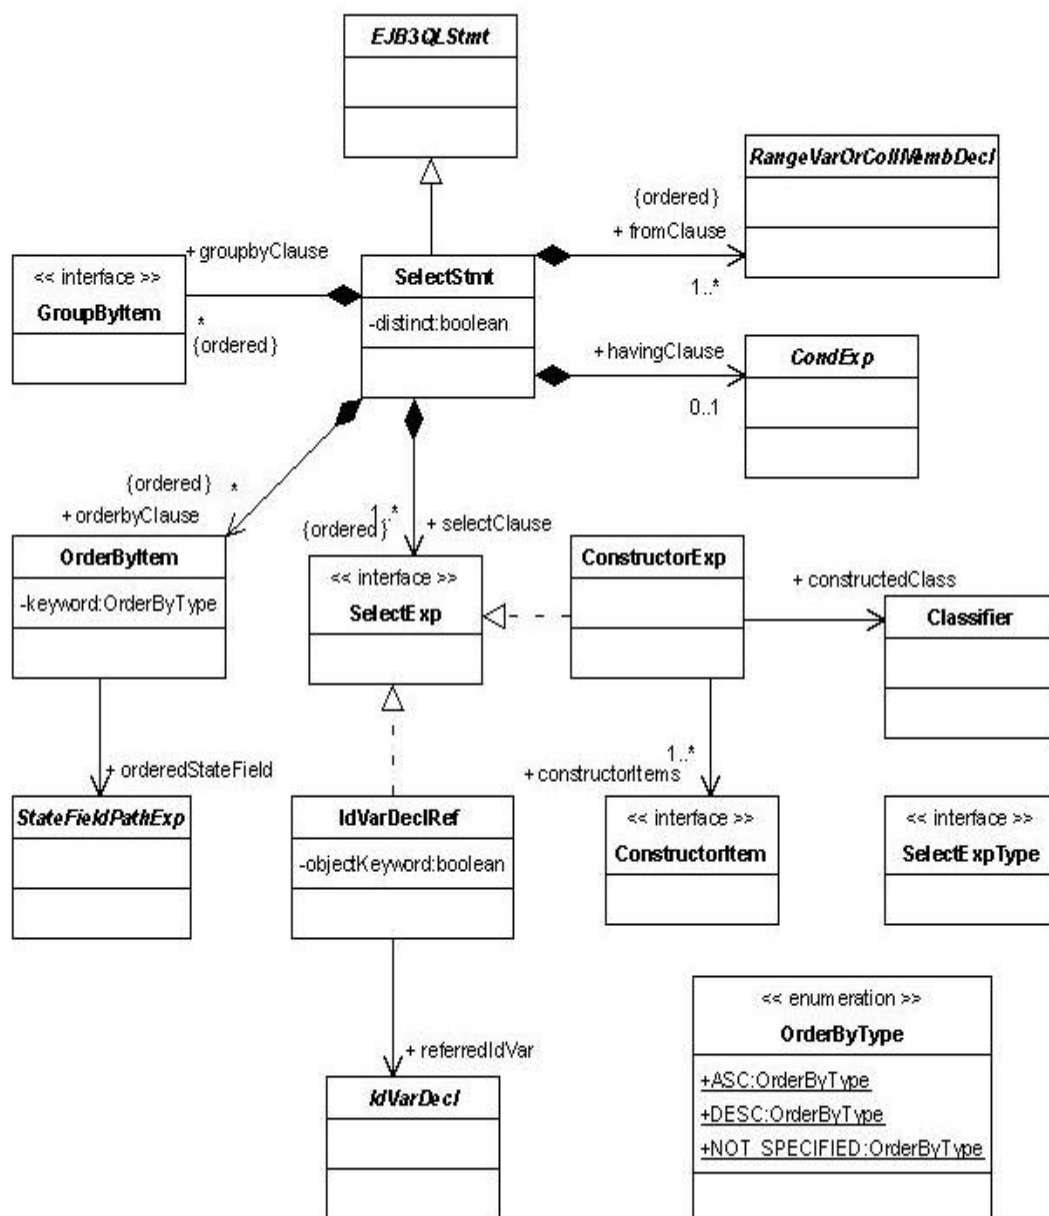 EJB3QLStmt
RangeVarOrCollMembDecl
{ordered}
+ fromClause
1..*
+ groupbyClause
<< interface >>
GroupByItem
*
{ordered}
SelectStmt
-distinct:boolean
+ havingClause
0..1
CondExp
{ordered}
*
+ orderbyClause
OrderByItem
-keyword:OrderByType
1..*
{ordered}
+ selectClause
<< interface >>
SelectExp
ConstructorExp
+ constructedClass
Classifier
+ orderedStateField
StateFieldPathExp
IdVarDeclRef
-objectKeyword:boolean
1..*
+ constructorItems
<< interface >>
ConstructorItem
<< interface >>
SelectExpType
+ referredIdVar
IdVarDecl
<< enumeration >>
OrderByType
+ASC:OrderByType
+DESC:OrderByType
+NOT_SPECIFIED:OrderByType